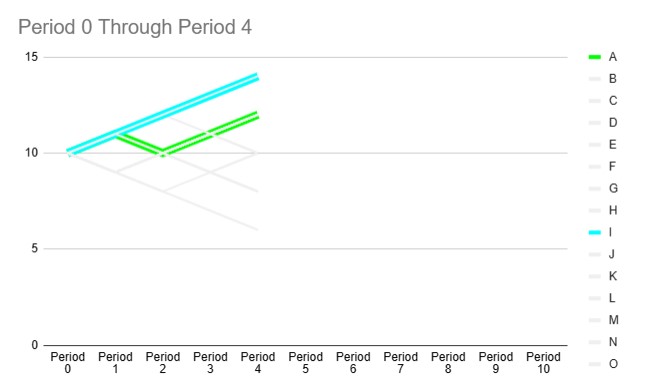 Period 0 Through Period 4
15
10
5
0
Period 0
Period 1
Period 2
Period 3
Period 4
Period 5
Period 6
Period 7
Period 8
Period 9
Period 10
A
B
C
D
E
F
G
H
I
J
K
L
M
N
O